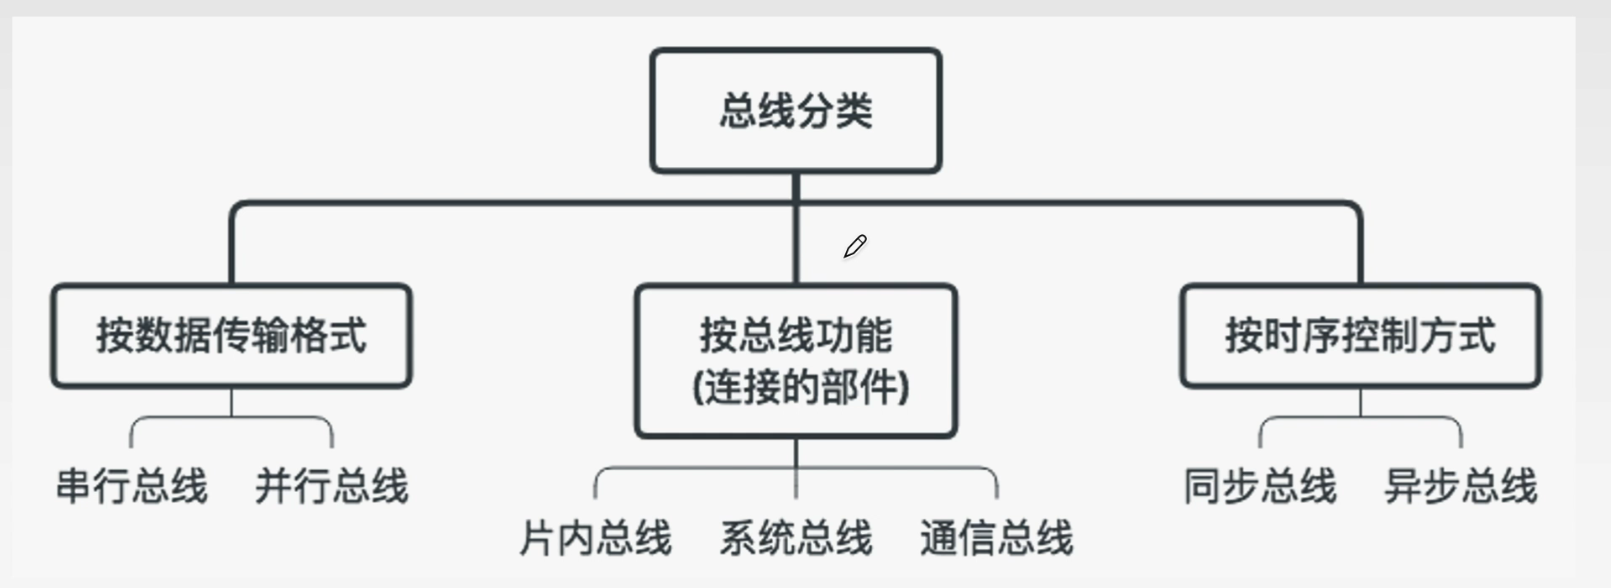 总线分类
按数据传输格式
按总线功能
(连接的部件)
按时序控制方式
串行总线
并行总线
片内总线
系统总线
通信总线
同步总线
异步总线